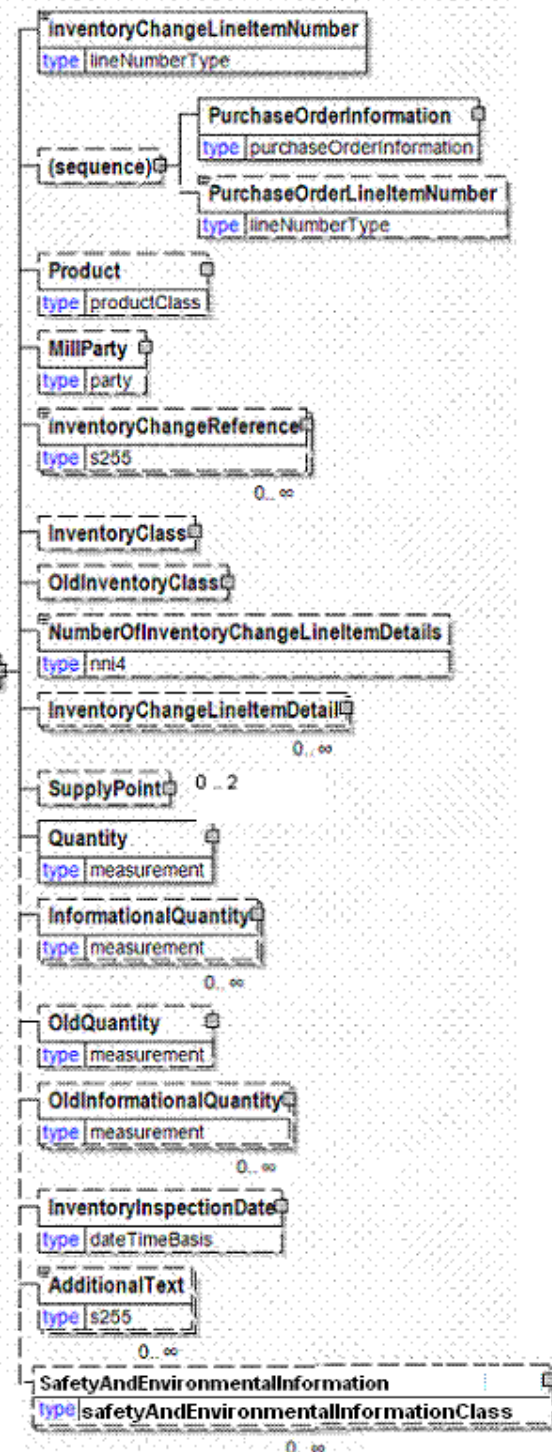 InventoryChangeLineItemNumber
type lineNumberType
PurchaseOrderInformation
type purchaseOrderInformation
(sequence)
PurchaseOrderLineItemNumber
type lineNumberType
Product
type productClass
MillParty
type party
InventoryChangeReference
type s255
0..∞
InventoryClass
OldInventoryClass
NumberOfInventoryChangeLineItemDetails
type nni4
InventoryChangeLineItemDetail
0..∞
SupplyPoint 0..2
Quantity
type measurement
InformationalQuantity
type measurement
0..∞
OldQuantity
type measurement
OldInformationalQuantity
type measurement
0..∞
InventoryInspectionDate
type dateTimeBasis
AdditionalText
type s255
0..∞
SafetyAndEnvironmentalInformation
type safetyAndEnvironmentalInformationClass
0..∞